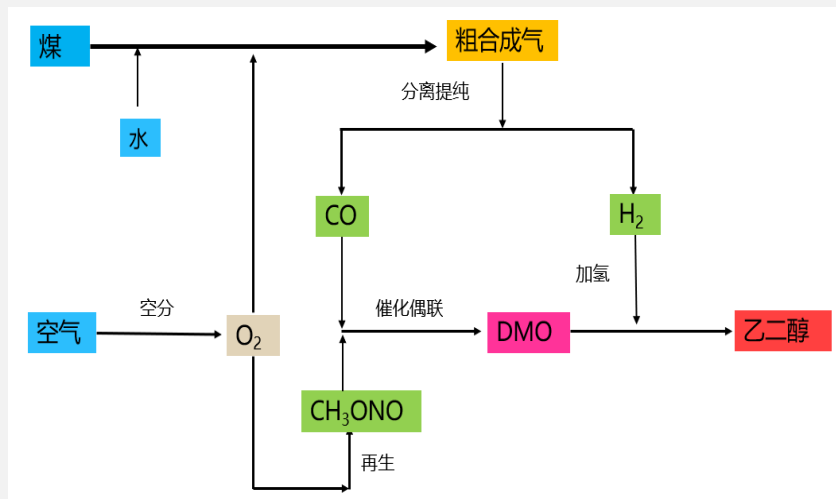 煤
粗合成气
分离提纯
水
CO
H₂
加氢
空气
空分
O₂
催化偶联
DMO
乙二醇
CH₃ONO
再生